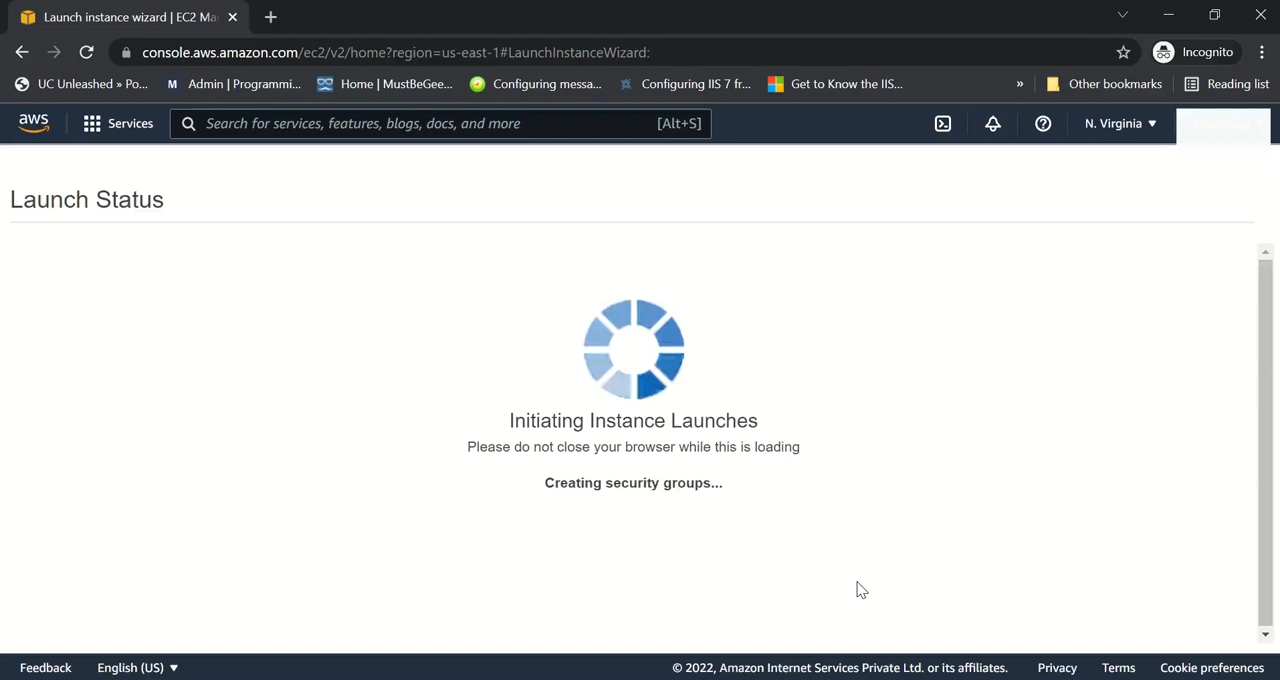 Launch instance wizard | EC2 Ma
console.aws.amazon.com/ec2/v2/home?region=us-east-1#LaunchInstanceWizard:
Incognito
UC Unleashed » Po...
M Admin | Programmi...
Home | MustBeGee...
Configuring messa...
Configuring IIS 7 fr...
Get to Know the IIS...
»
Other bookmarks
Reading list
aws
Services
Search for services, features, blogs, docs, and more [Alt+S]
N. Virginia ▼
Launch Status
Initiating Instance Launches
Please do not close your browser while this is loading
Creating security groups...
Feedback
English (US) ▼
© 2022, Amazon Internet Services Private Ltd. or its affiliates.
Privacy
Terms
Cookie preferences